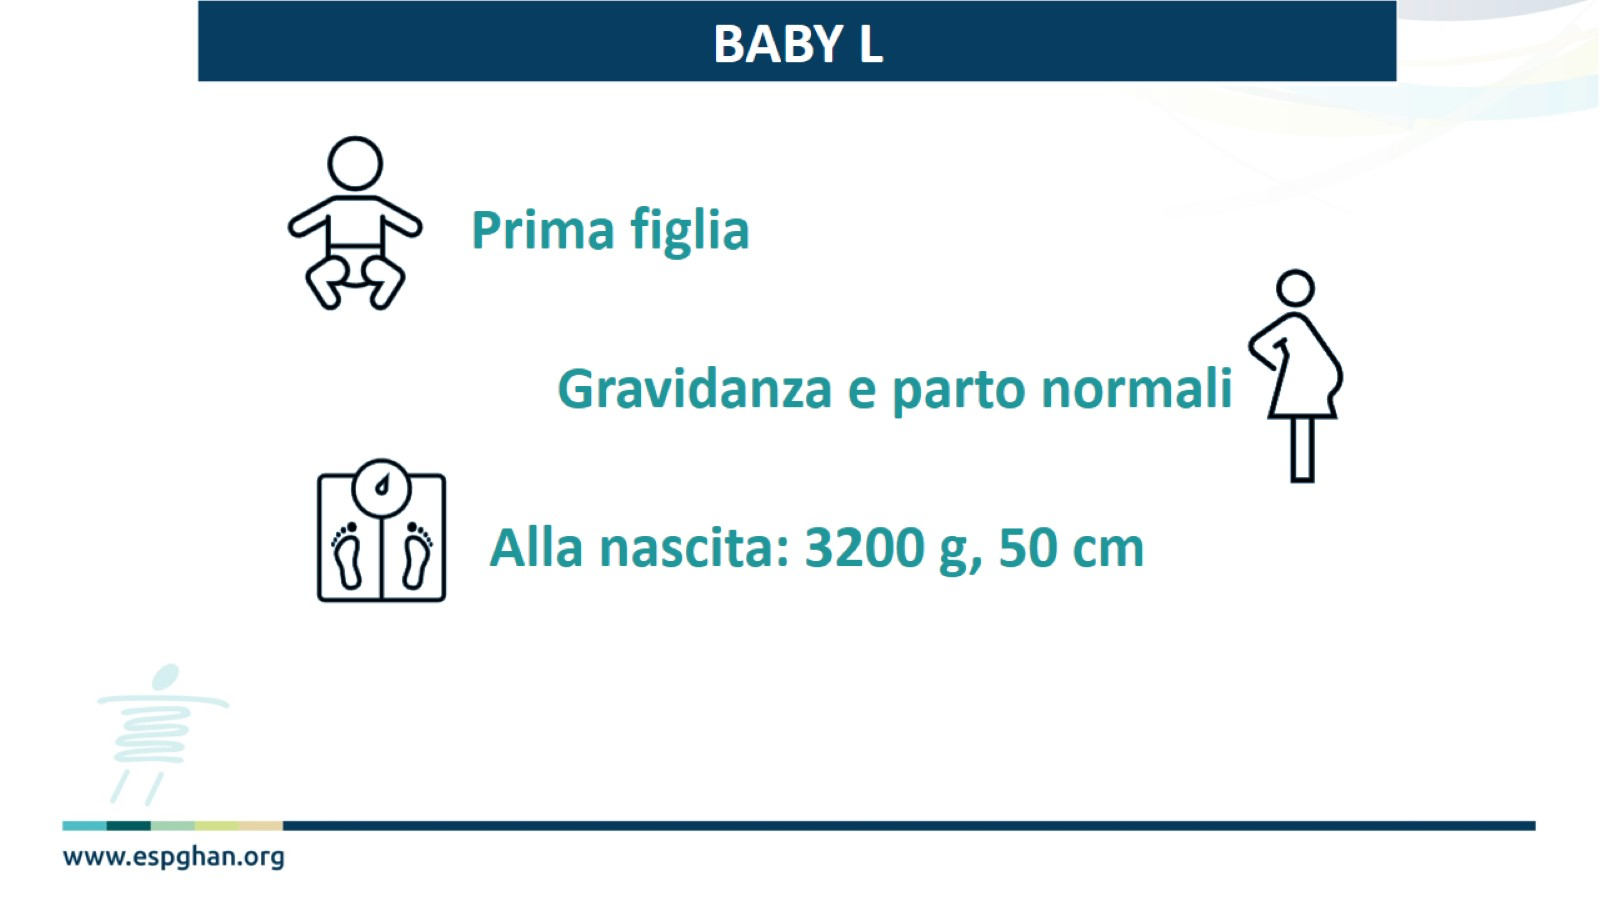 BABY L
Prima figlia
Gravidanza e parto normali
Alla nascita: 3200 g, 50 cm
www.espghan.org